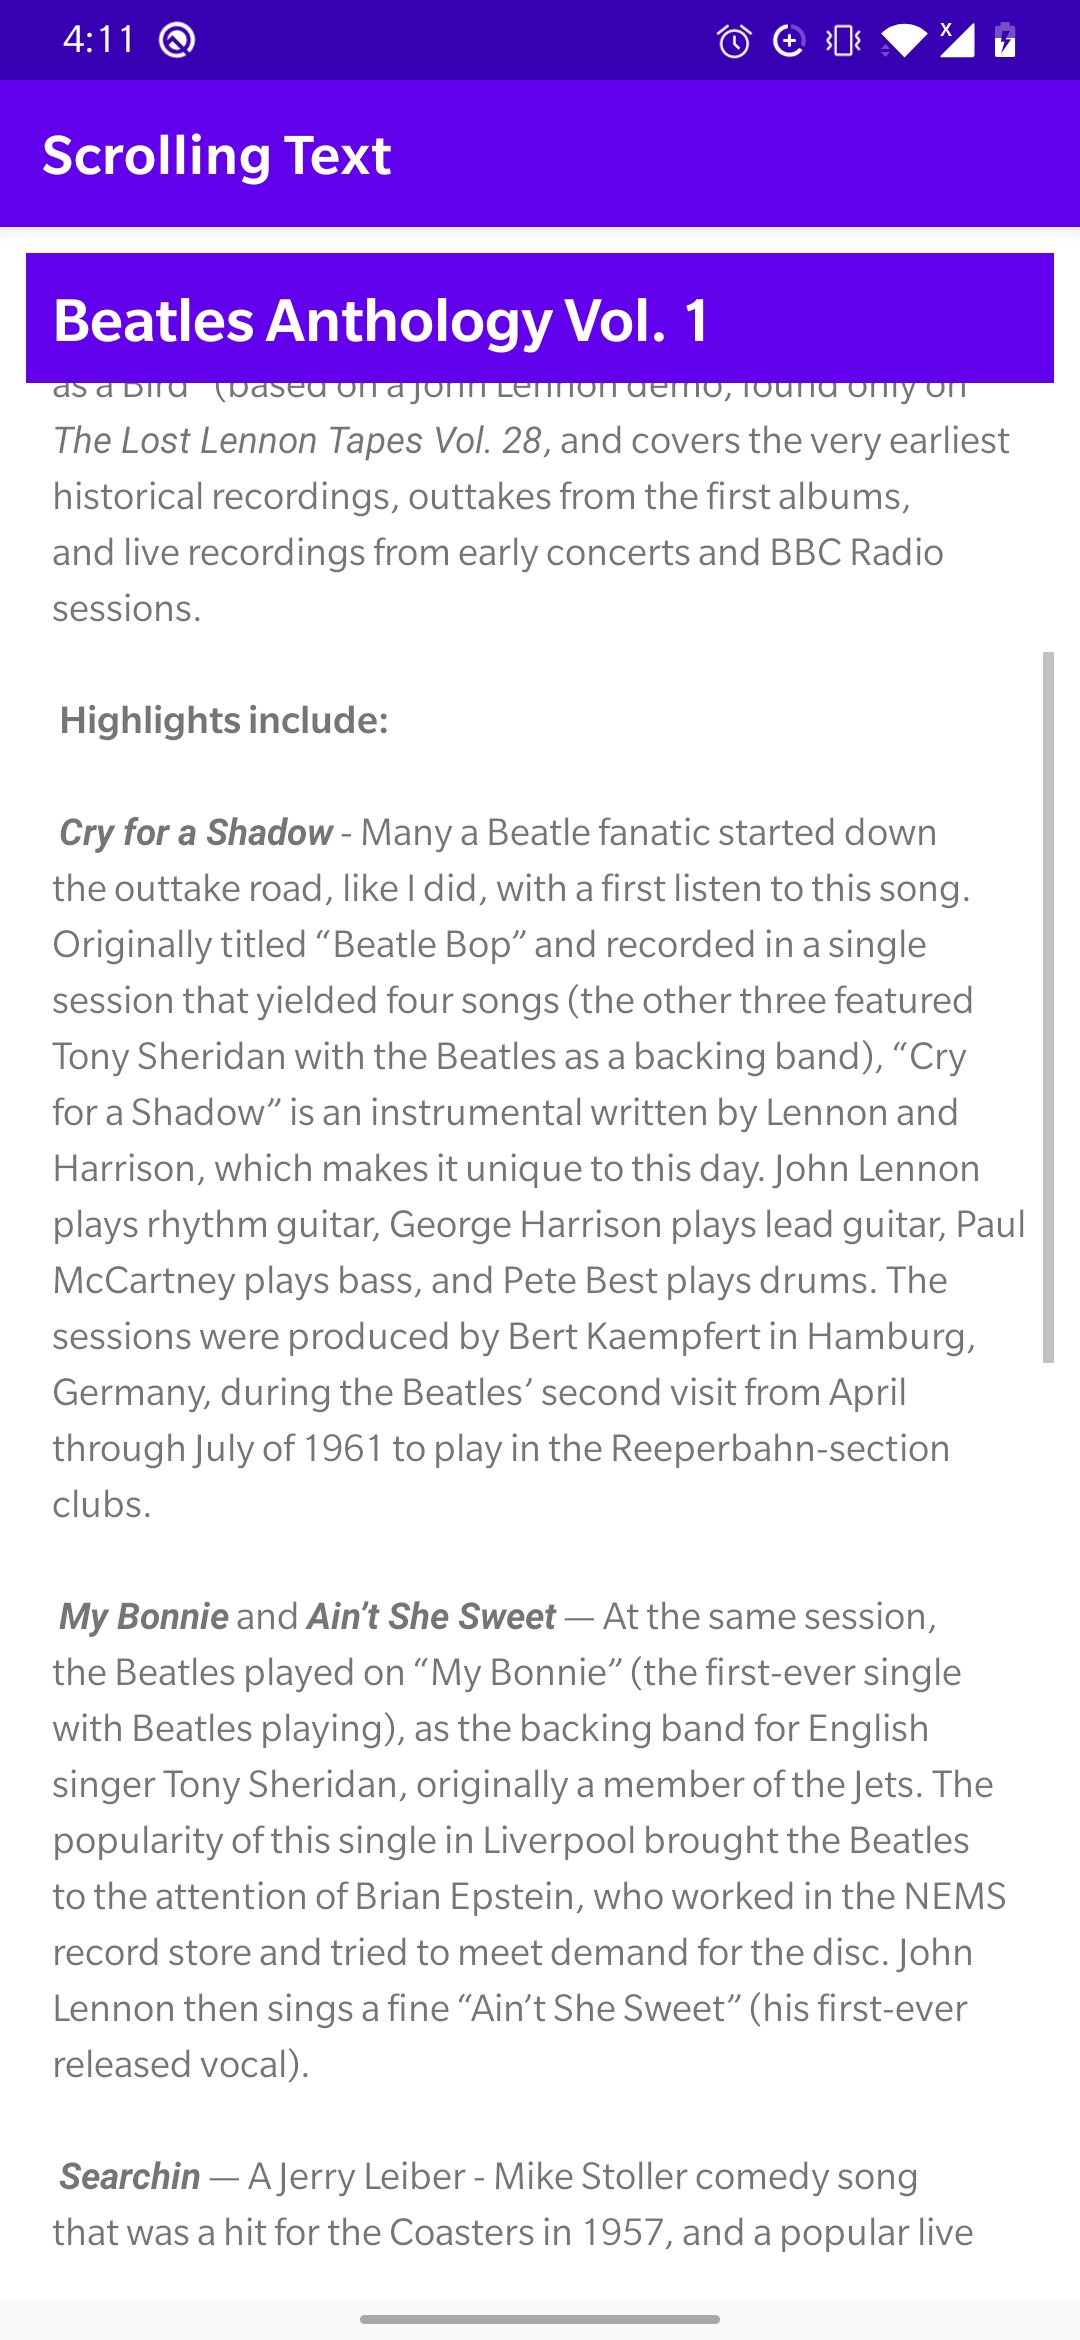 4:11
Scrolling Text
Beatles Anthology Vol. 1
as a Bird" (based on a John Lennon demo, found only on
The Lost Lennon Tapes Vol. 28, and covers the very earliest
historical recordings, outtakes from the first albums,
and live recordings from early concerts and BBC Radio
sessions.
Highlights include:
Cry for a Shadow - Many a Beatle fanatic started down
the outtake road, like I did, with a first listen to this song.
Originally titled “Beatle Bop” and recorded in a single
session that yielded four songs (the other three featured
Tony Sheridan with the Beatles as a backing band), “Cry
for a Shadow” is an instrumental written by Lennon and
Harrison, which makes it unique to this day. John Lennon
plays rhythm guitar, George Harrison plays lead guitar, Paul
McCartney plays bass, and Pete Best plays drums. The
sessions were produced by Bert Kaempfert in Hamburg,
Germany, during the Beatles’ second visit from April
through July of 1961 to play in the Reeperbahn-section
clubs.
My Bonnie and Ain’t She Sweet — At the same session,
the Beatles played on “My Bonnie” (the first-ever single
with Beatles playing), as the backing band for English
singer Tony Sheridan, originally a member of the Jets. The
popularity of this single in Liverpool brought the Beatles
to the attention of Brian Epstein, who worked in the NEMS
record store and tried to meet demand for the disc. John
Lennon then sings a fine “Ain’t She Sweet” (his first-ever
released vocal).
Searchin — A Jerry Leiber - Mike Stoller comedy song
that was a hit for the Coasters in 1957, and a popular live